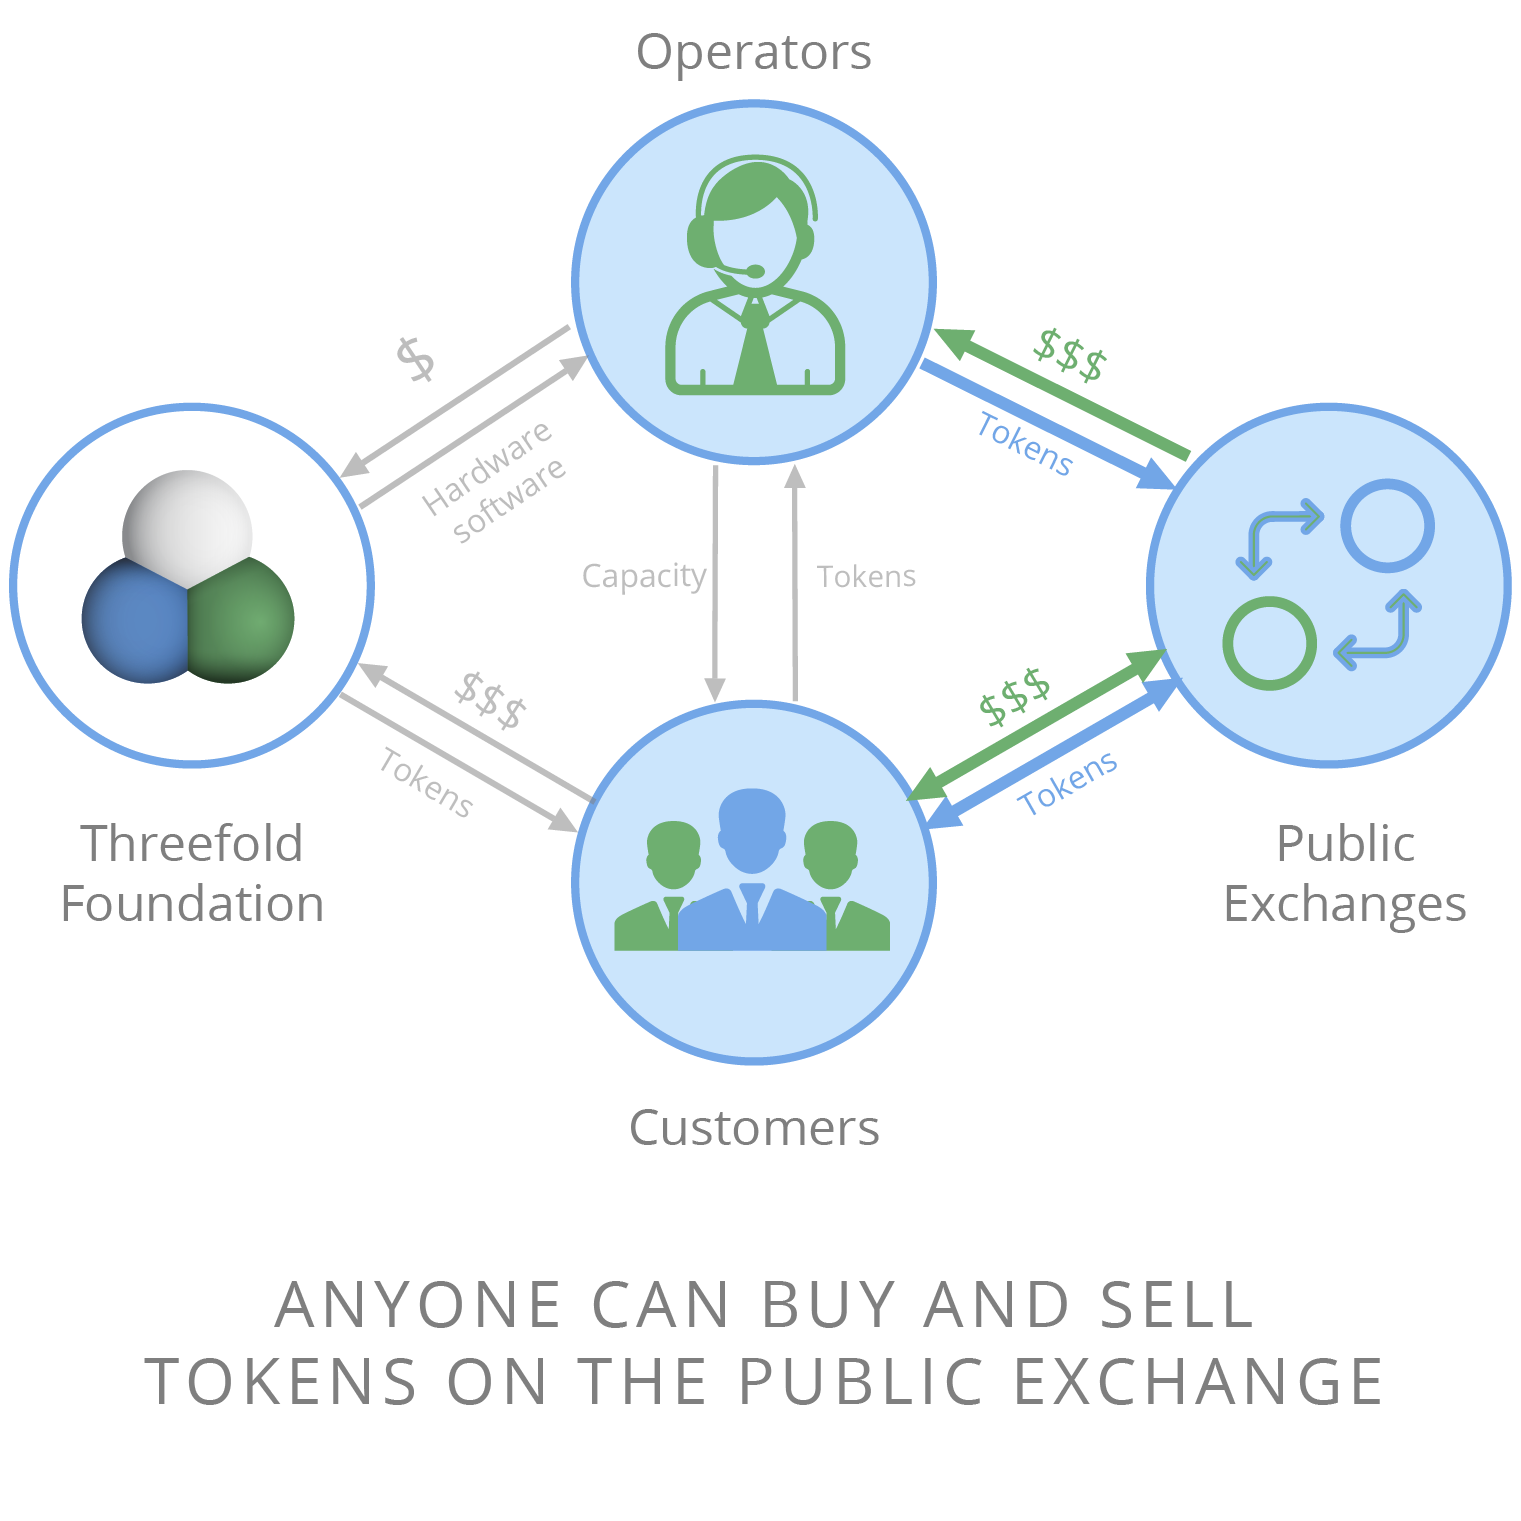 Operators
$
Hardware
software
$$$
Tokens
Capacity
Tokens
$$$
Tokens
$$$
Tokens
Threefold
Foundation
Public
Exchanges
Customers
ANYONE CAN BUY AND SELL
TOKENS ON THE PUBLIC EXCHANGE